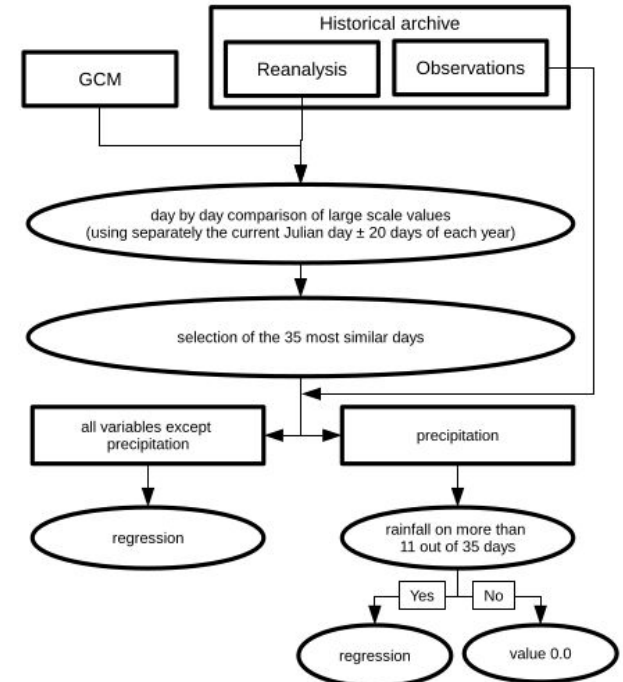 Historical archive
GCM
Reanalysis
Observations
day by day comparison of large scale values
(using separately the current Julian day ± 20 days of each year)
selection of the 35 most similar days
all variables except
precipitation
precipitation
regression
rainfall on more than
11 out of 35 days
Yes
No
regression
value 0.0